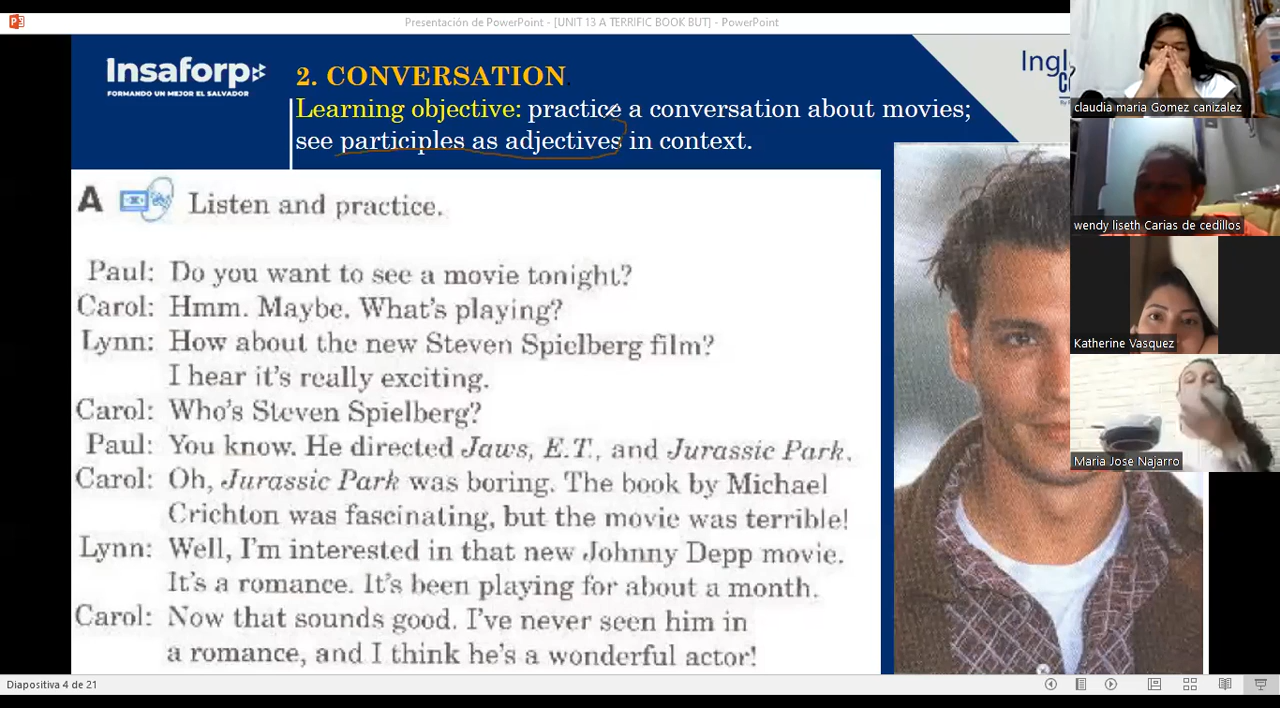 Presentación de PowerPoint - [UNIT 13 A TERRIFIC BOOK BUT] - PowerPoint
Insaforp
FORMANDO UN MEJOR EL SALVADOR
2. CONVERSATION
Learning objective: practice a conversation about movies;
see participles as adjectives in context.
A Listen and practice.
Paul: Do you want to see a movie tonight?
Carol: Hmm. Maybe. What's playing?
Lynn: How about the new Steven Spielberg film?
I hear it's really exciting.
Carol: Who's Steven Spielberg?
Paul: You know. He directed Jaws, E.T., and Jurassic Park.
Carol: Oh, Jurassic Park was boring. The book by Michael
Crichton was fascinating, but the movie was terrible!
Lynn: Well, I'm interested in that new Johnny Depp movie.
It's a romance. It's been playing for about a month.
Carol: Now that sounds good. I've never seen him in
a romance, and I think he's a wonderful actor!
claudia maria Gomez canizalez
wendy liseth Carias de cedillos
Katherine Vasquez
Maria Jose Najarro
Diapositiva 4 de 21